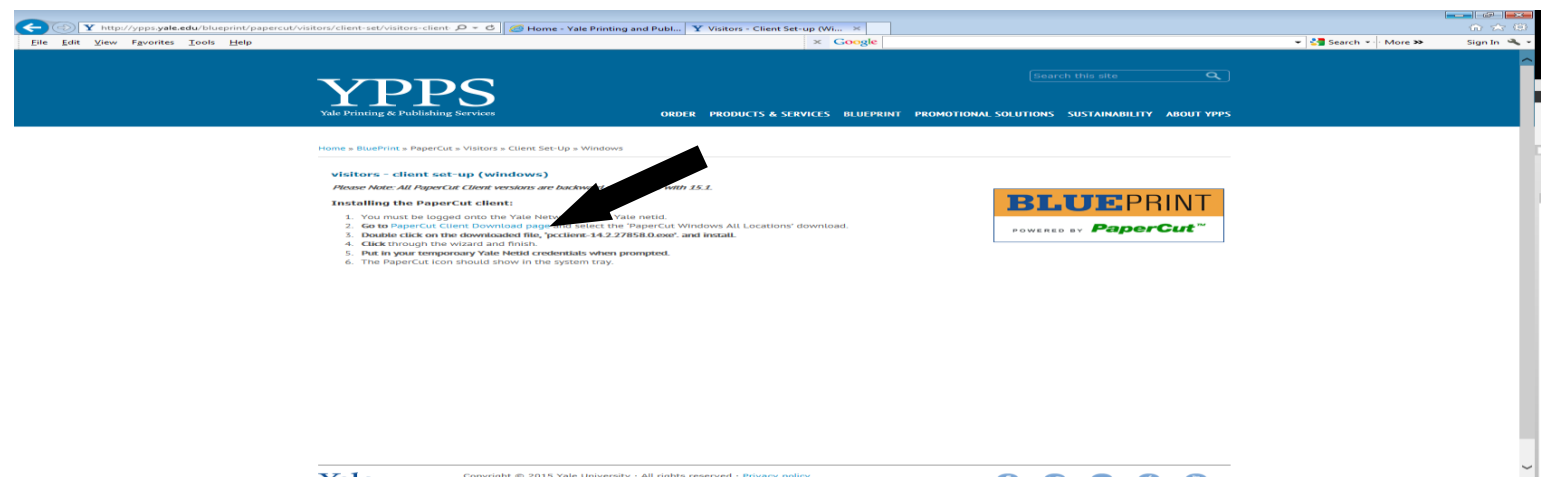 http://ypps.yale.edu/blueprint/papercut/visitors/client-set/visitors-client-
Home - Yale Printing and Publ...
Visitors - Client Set-up (Wi...
File Edit View Favorites Tools Help
Google
Search
More
Sign In
YPPS
Yale Printing & Publishing Services
Search this site
ORDER PRODUCTS & SERVICES BLUEPRINT PROMOTIONAL SOLUTIONS SUSTAINABILITY ABOUT YPPS
Home » BluePrint » PaperCut » Visitors » Client Set-Up » Windows
visitors - client set-up (windows)
Please Note: All PaperCut Client versions are backward with 15.1.
Installing the PaperCut client:
1. You must be logged onto the Yale Yale netid.
2. Go to PaperCut Client Download page and select the 'PaperCut Windows All Locations' download.
3. Double click on the downloaded file, 'pcclient-14.2.27858.0.exe'. and install.
4. Click through the wizard and finish.
5. Put in your temporoary Yale Netid credentials when prompted.
6. The PaperCut icon should show in the system tray.
BLUEPRINT
POWERED BY PaperCut™
Yale
Copyright © 2015 Yale University · All rights reserved · Privacy policy